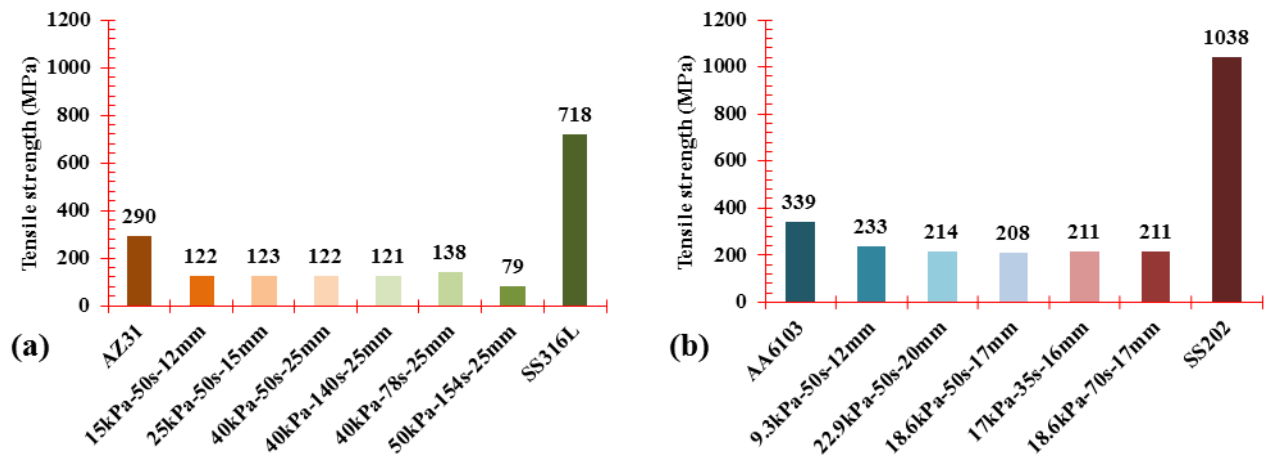 1200
1000
800
600
400
200
0
Tensile strength (MPa)
290
122
123
122
121
138
79
718
AZ31
15kPa-50s-12mm
25kPa-50s-15mm
40kPa-50s-25mm
40kPa-140s-25mm
40kPa-78s-25mm
50kPa-154s-25mm
SS316L
(a)
1200
1000
800
600
400
200
0
Tensile strength (MPa)
339
233
214
208
211
211
1038
AA6103
9.3kPa-50s-12mm
22.9kPa-50s-20mm
18.6kPa-50s-17mm
17kPa-35s-16mm
18.6kPa-70s-17mm
SS202
(b)